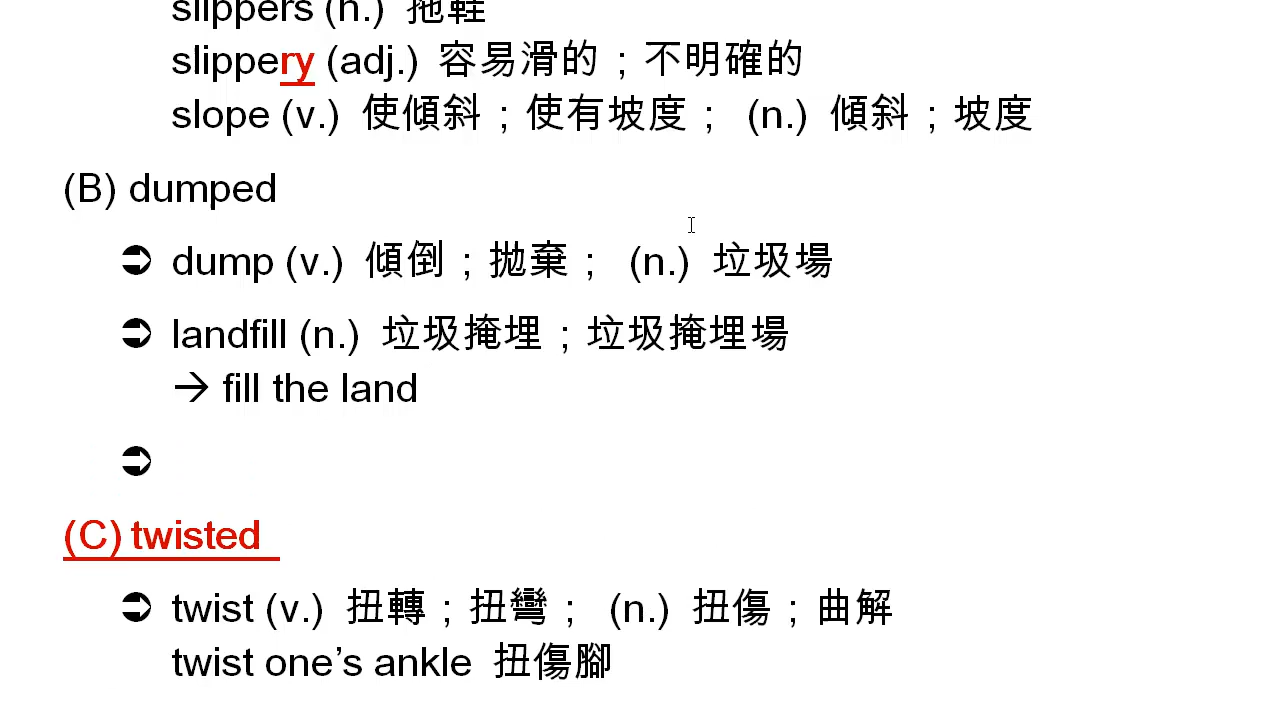 slippers (n.) 拖鞋
slippery (adj.) 容易滑的；不明確的
slope (v.) 使傾斜；使有坡度； (n.) 傾斜；坡度
(B) dumped
➲ dump (v.) 傾倒；拋棄； (n.) 垃圾場
➲ landfill (n.) 垃圾掩埋；垃圾掩埋場
→ fill the land
➲
(C) twisted
➲ twist (v.) 扭轉；扭彎； (n.) 扭傷；曲解
twist one’s ankle 扭傷腳